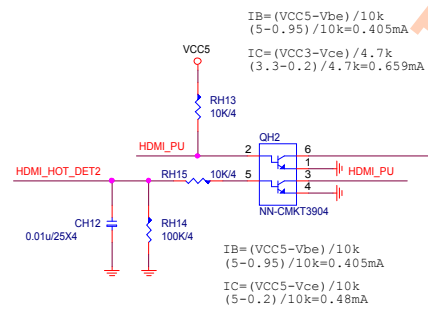 IB=(VCC5-Vbe)/10k
(5-0.95)/10k=0.405mA
IC=(VCC3-Vce)/4.7k
(3.3-0.2)/4.7k=0.659mA
VCC5
RH13
10K/4
QH2
HDMI_PU
2
6
1
HDMI_HOT_DET2
RH15
10K/4
5
3
HDMI_PU
4
CH12
0.01u/25X4
RH14
100K/4
NN-CMKT3904
IB=(VCC5-Vbe)/10k
(5-0.95)/10k=0.405mA
IC=(VCC5-Vce)/10k
(5-0.2)/10k=0.48mA